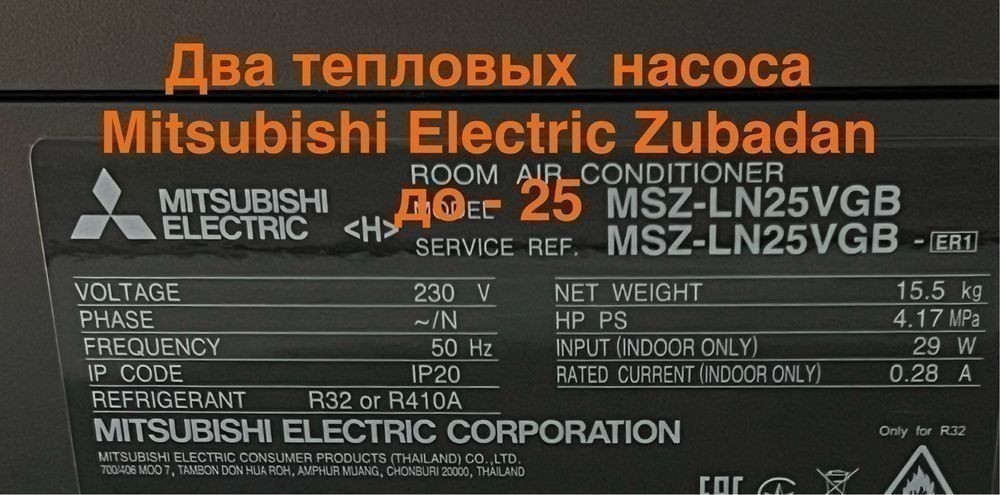 Два тепловых насоса
Mitsubishi Electric Zubadan
до - 25
ROOM AIR CONDITIONER
MITSUBISHI
ELECTRIC
<H>
MODEL MSZ-LN25VGB
SERVICE REF. MSZ-LN25VGB - ER1
VOLTAGE 230 V
PHASE ~/N
FREQUENCY 50 Hz
IP CODE IP20
REFRIGERANT R32 or R410A
NET WEIGHT 15.5 kg
HP PS 4.17 MPa
INPUT (INDOOR ONLY) 29 W
RATED CURRENT (INDOOR ONLY) 0.28 A
MITSUBISHI ELECTRIC CORPORATION
MITSUBISHI ELECTRIC CONSUMER PRODUCTS (THAILAND) CO.,LTD.
700/406 MOO 7, TAMBON DON HUA ROH, AMPHUR MUANG, CHONBURI 20000, THAILAND
Only for R32
EAC